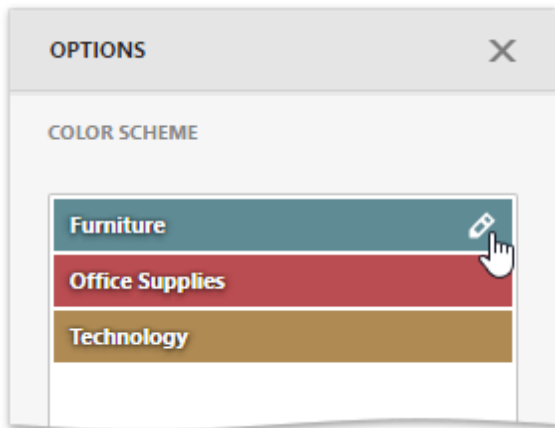 OPTIONS
COLOR SCHEME
Furniture
Office Supplies
Technology